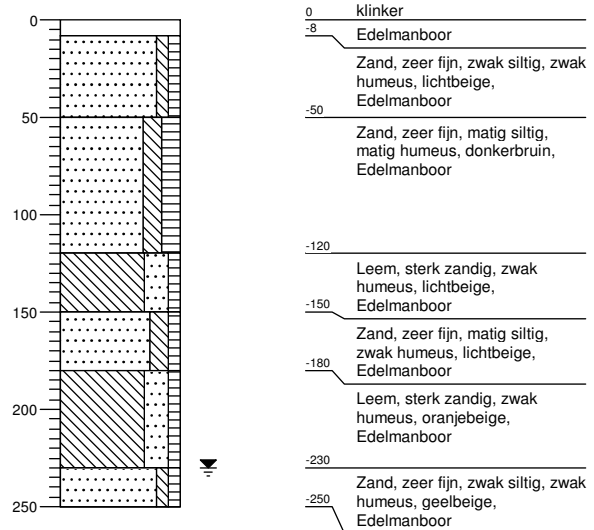 0
50
100
150
200
250
0
klinker
-8
Edelmanboor
Zand, zeer fijn, zwak siltig, zwak
humeus, lichtbeige,
Edelmanboor
-50
Zand, zeer fijn, matig siltig,
matig humeus, donkerbruin,
Edelmanboor
-120
Leem, sterk zandig, zwak
humeus, lichtbeige,
Edelmanboor
-150
Zand, zeer fijn, matig siltig,
zwak humeus, lichtbeige,
Edelmanboor
-180
Leem, sterk zandig, zwak
humeus, oranjebeige,
Edelmanboor
-230
Zand, zeer fijn, zwak siltig, zwak
humeus, geelbeige,
Edelmanboor
-250